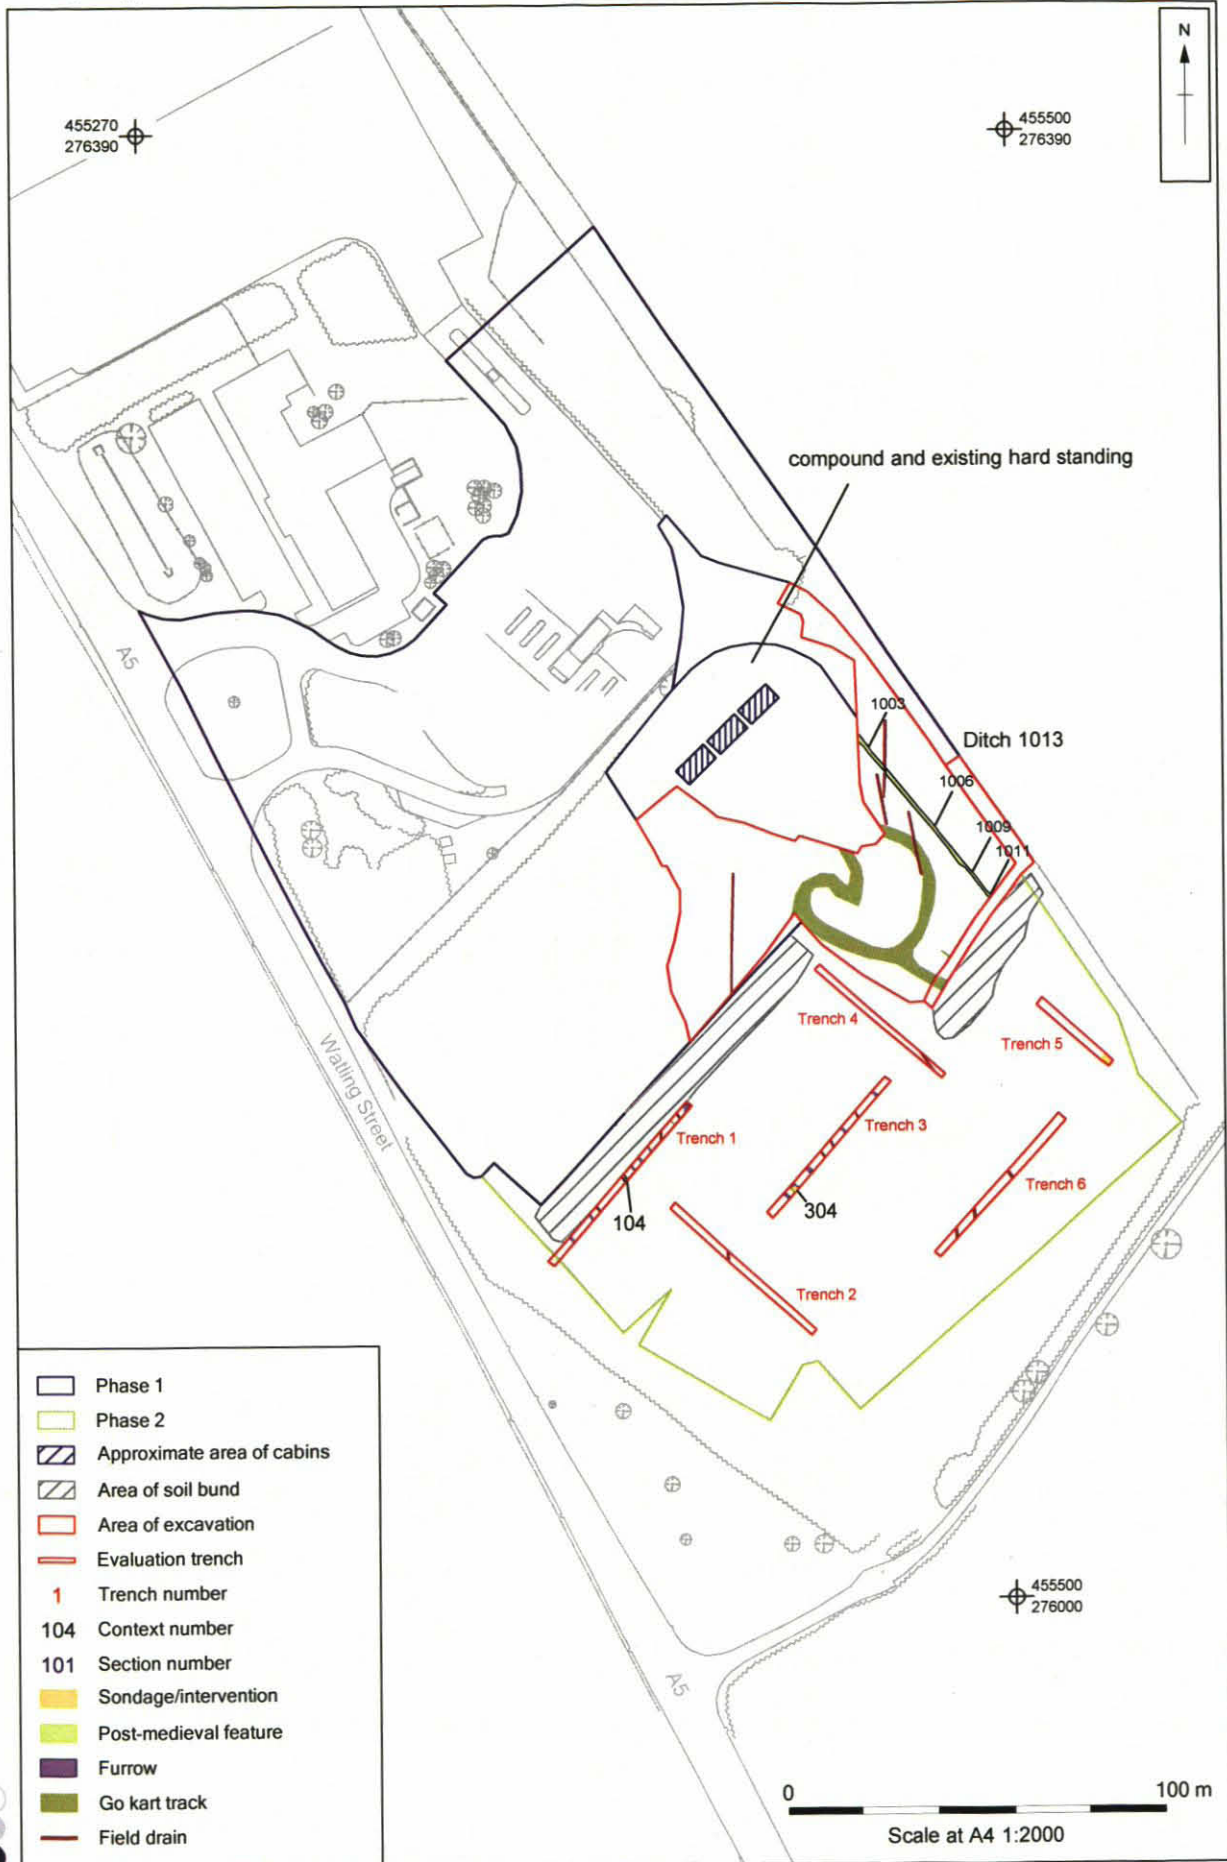 N
455270
276390
455500
276390
compound and existing hard standing
A5
1003
Ditch 1013
1006
1009
1011
Trench 4
Trench 5
Watling Street
Trench 1
Trench 3
Trench 6
104
304
Trench 2
Phase 1
Phase 2
Approximate area of cabins
Area of soil bund
Area of excavation
Evaluation trench
1 Trench number
104 Context number
101 Section number
Sondage/intervention
Post-medieval feature
Furrow
Go kart track
Field drain
455500
276000
A5
0 100 m
Scale at A4 1:2000